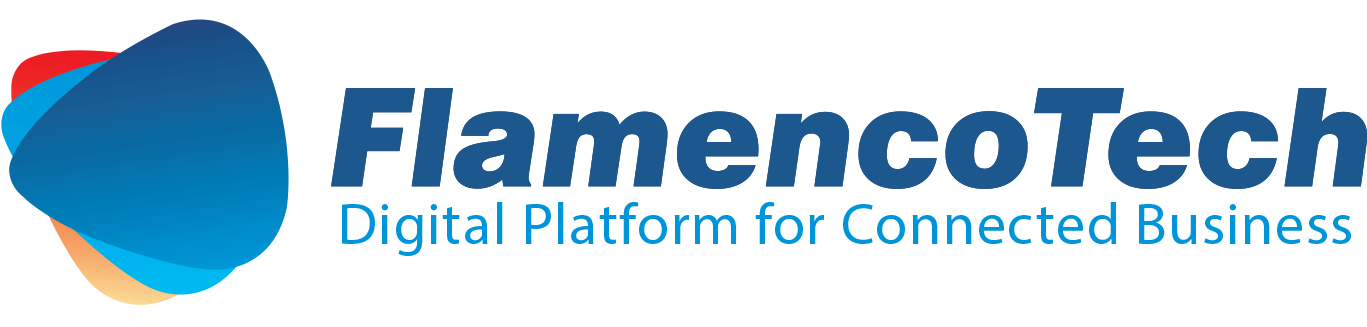 FlamencoTech
Digital Platform for Connected Business